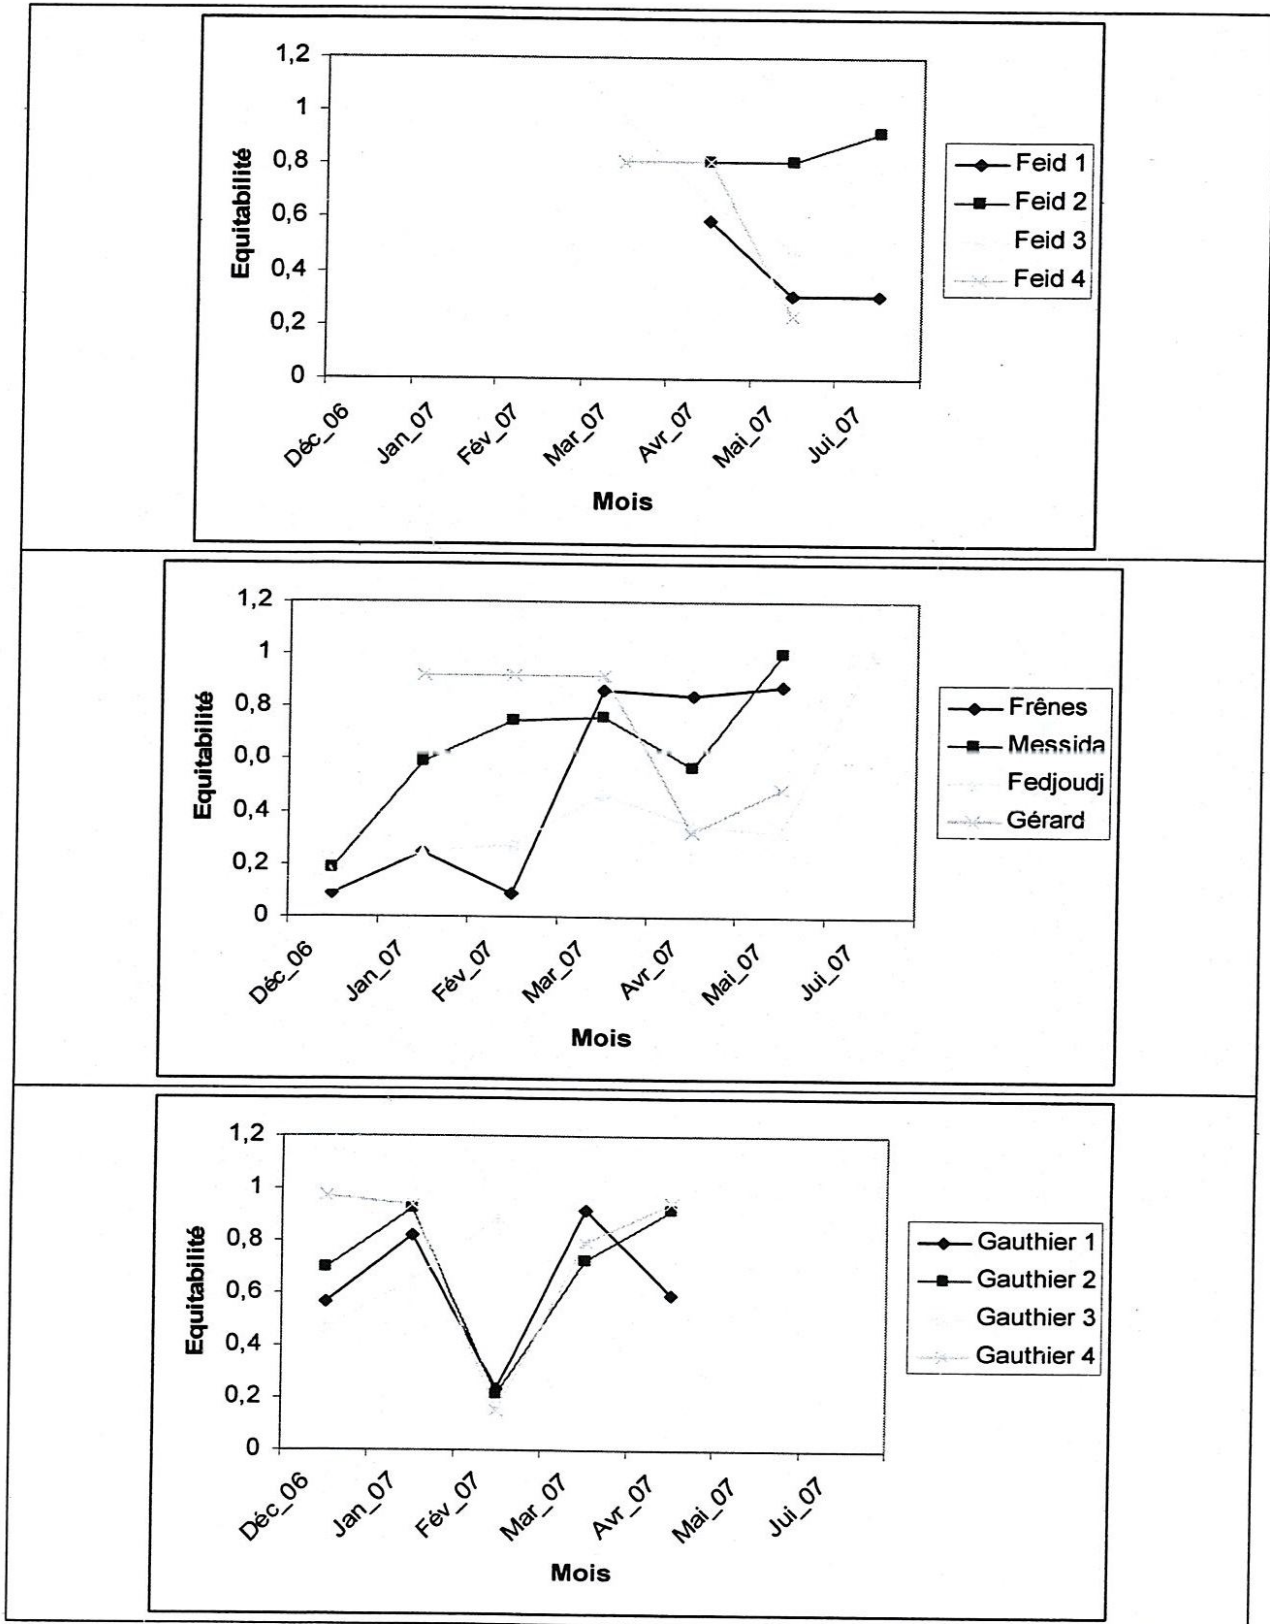 1,2
1
0,8
0,6
0,4
0,2
0
Equitabilité
Déc_06
Jan_07
Fév_07
Mar_07
Avr_07
Mai_07
Jui_07
Mois
Feid 1
Feid 2
Feid 3
Feid 4
1,2
1
0,8
0,6
0,4
0,2
0
Equitabilité
Déc_06
Jan_07
Fév_07
Mar_07
Avr_07
Mai_07
Jui_07
Mois
Frênes
Messida
Fedjoudj
Gérard
1,2
1
0,8
0,6
0,4
0,2
0
Equitabilité
Déc_06
Jan_07
Fév_07
Mar_07
Avr_07
Mai_07
Jui_07
Mois
Gauthier 1
Gauthier 2
Gauthier 3
Gauthier 4